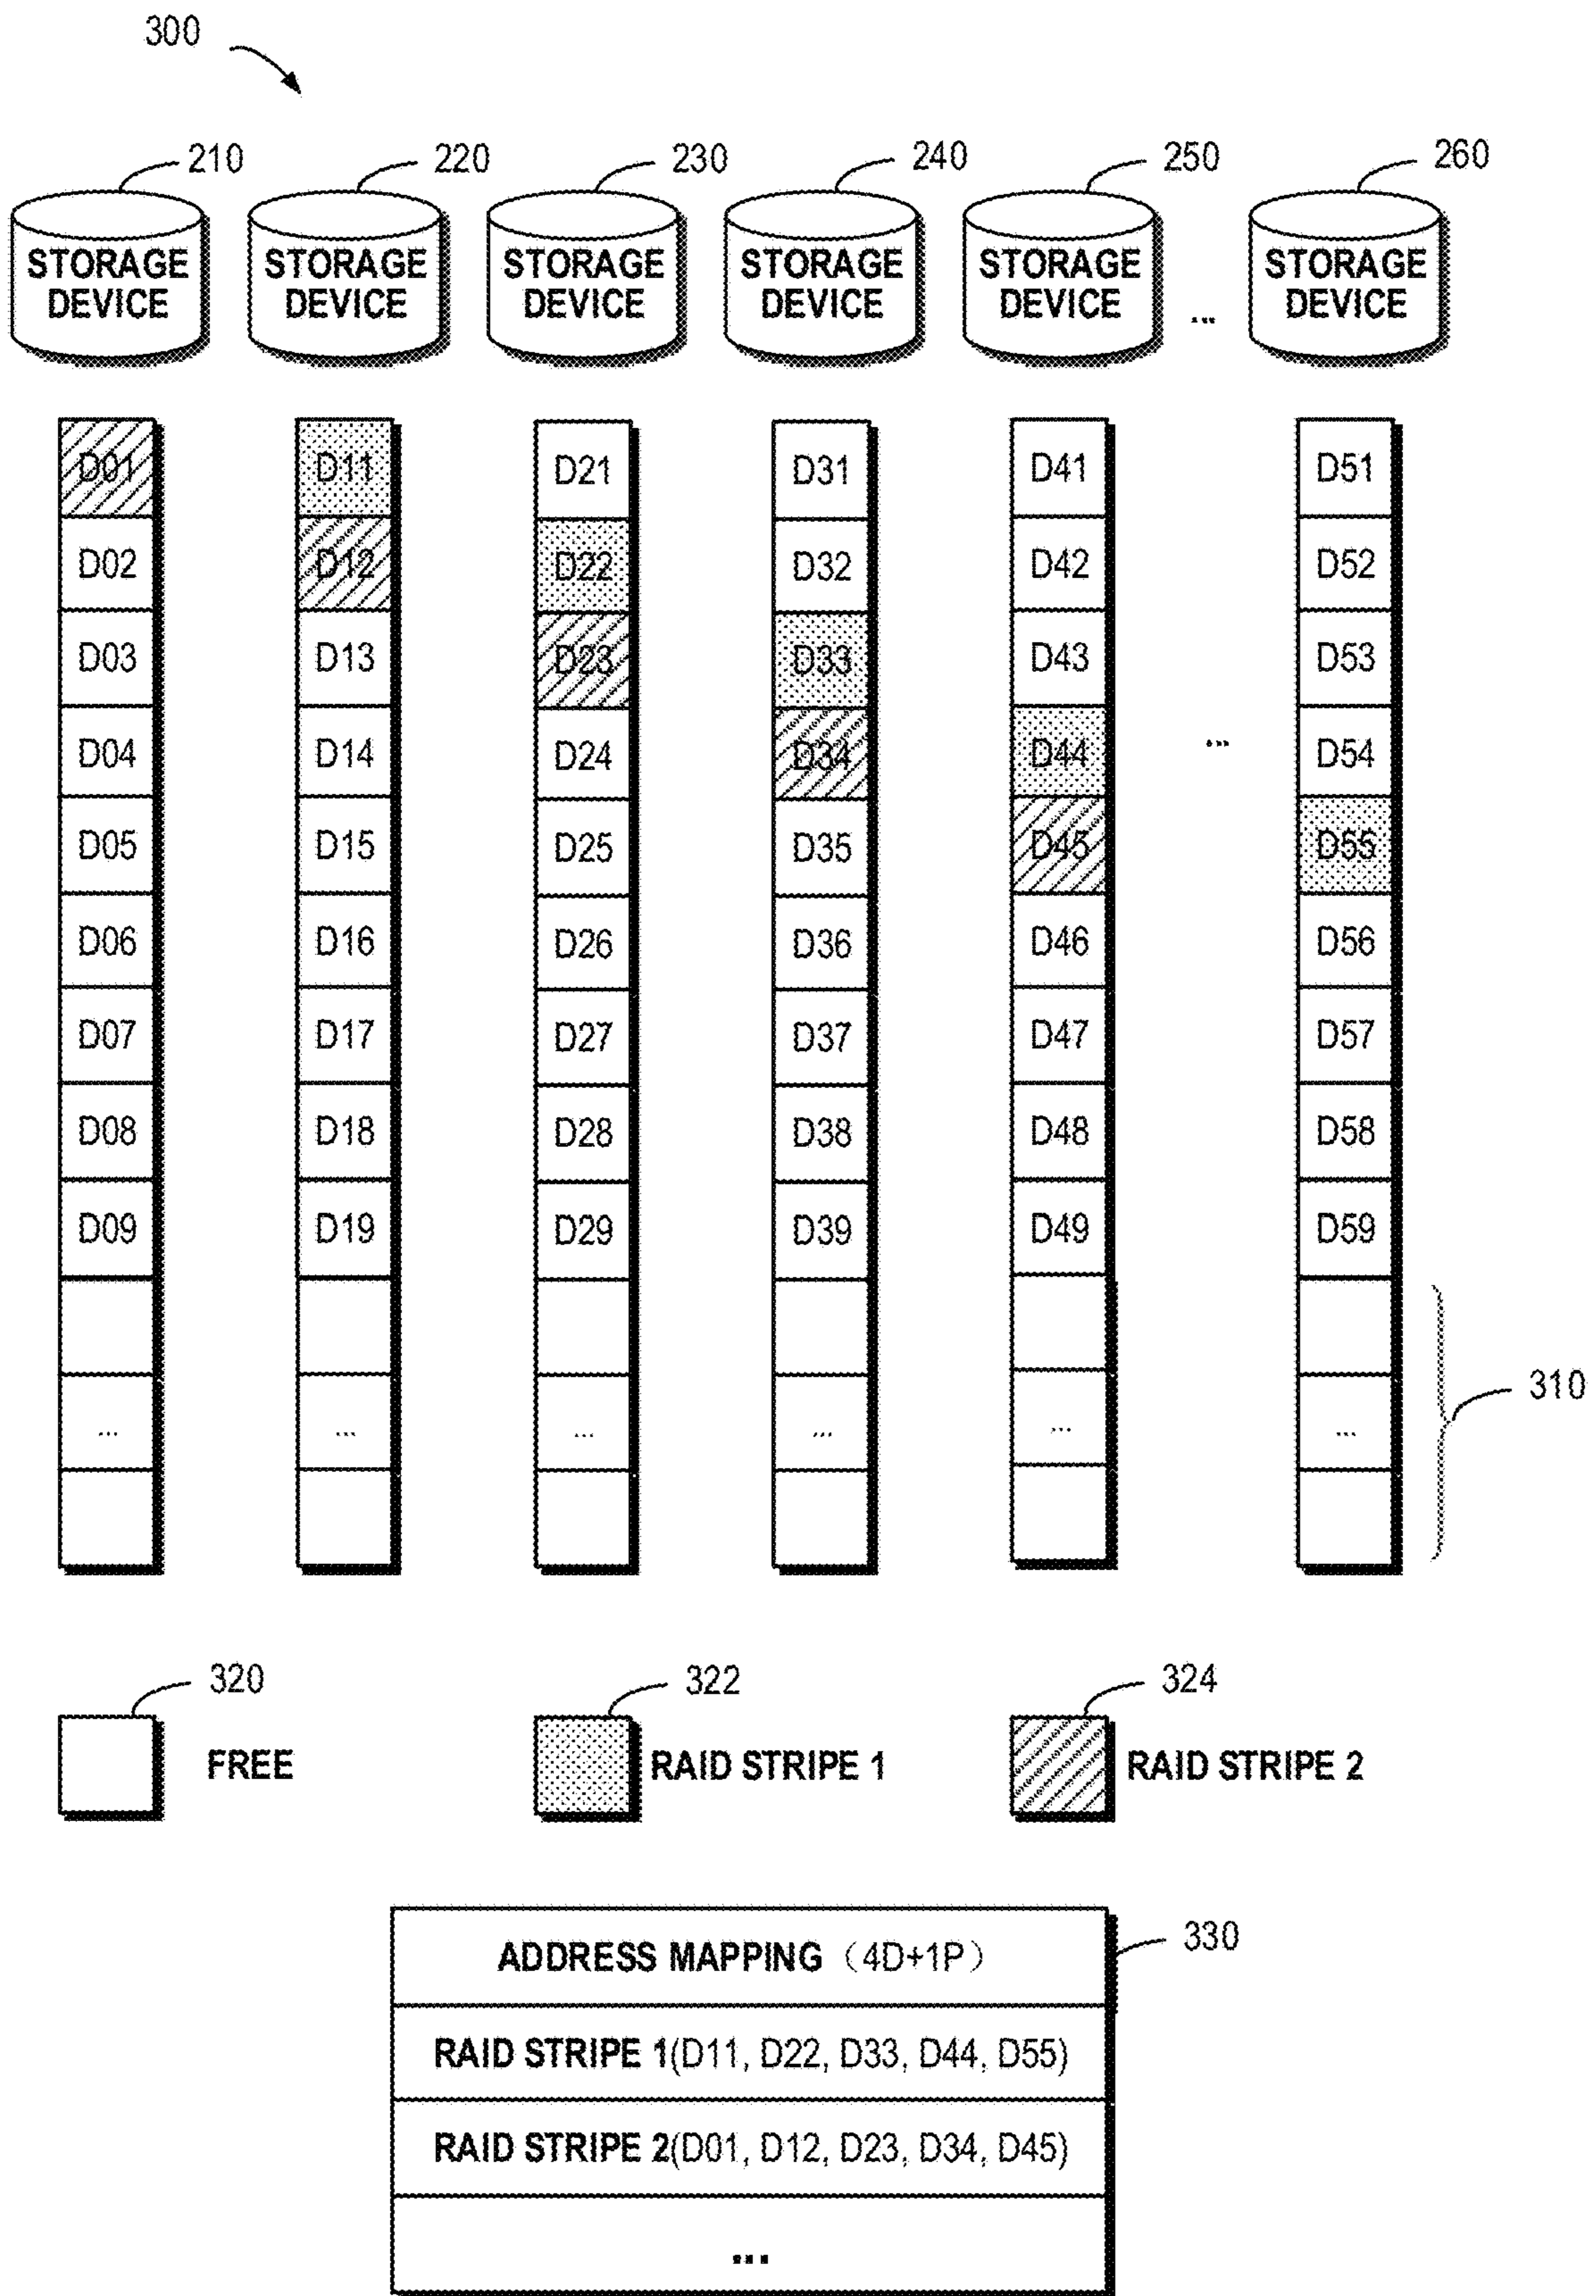 300
210 220 230 240 250 260
STORAGE DEVICE STORAGE DEVICE STORAGE DEVICE STORAGE DEVICE STORAGE DEVICE ... STORAGE DEVICE
D01 D11 D21 D31 D41 D51
D02 D12 D22 D32 D42 D52
D03 D13 D23 D33 D43 D53
D04 D14 D24 D34 D44 ... D54
D05 D15 D25 D35 D45 D55
D06 D16 D26 D36 D46 D56
D07 D17 D27 D37 D47 D57
D08 D18 D28 D38 D48 D58
D09 D19 D29 D39 D49 D59
310
... ... ... ... ... ...
320 322 324
FREE RAID STRIPE 1 RAID STRIPE 2
330
ADDRESS MAPPING（4D+1P）
RAID STRIPE 1(D11, D22, D33, D44, D55)
RAID STRIPE 2(D01, D12, D23, D34, D45)
...